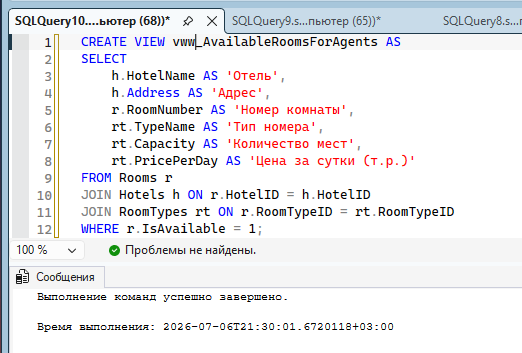 SQLQuery10....ьютер (68))* SQLQuery9.s...пьютер (65))* SQLQuery8.s...п
1 CREATE VIEW vww_AvailableRoomsForAgents AS
2 SELECT
3 h.HotelName AS 'Отель',
4 h.Address AS 'Адрес',
5 r.RoomNumber AS 'Номер комнаты',
6 rt.TypeName AS 'Тип номера',
7 rt.Capacity AS 'Количество мест',
8 rt.PricePerDay AS 'Цена за сутки (т.р.)'
9 FROM Rooms r
10 JOIN Hotels h ON r.HotelID = h.HotelID
11 JOIN RoomTypes rt ON r.RoomTypeID = rt.RoomTypeID
12 WHERE r.IsAvailable = 1;
100 % Проблемы не найдены.
Сообщения
Выполнение команд успешно завершено.
Время выполнения: 2026-07-06T21:30:01.6720118+03:00